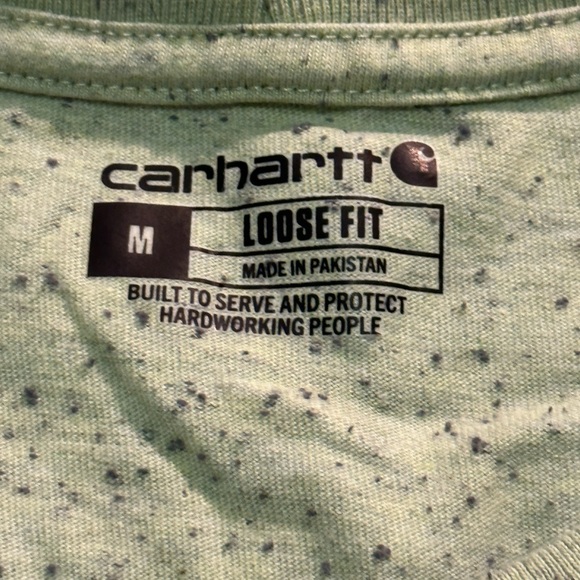 carhartt
M
LOOSE FIT
MADE IN PAKISTAN
BUILT TO SERVE AND PROTECT
HARDWORKING PEOPLE